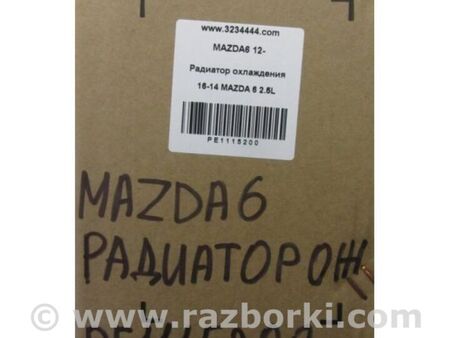 www.3234444.com
MAZDA6 12-
Радиатор охлаждения
16-14 MAZDA 6 2.5L
PE1115200
MAZDA6
РАДИАТОР ОЖ
© www.razborki.com